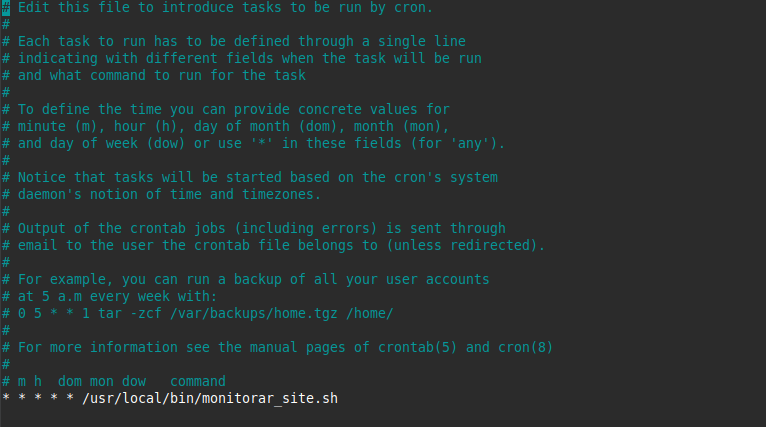 # Edit this file to introduce tasks to be run by cron.
#
# Each task to run has to be defined through a single line
# indicating with different fields when the task will be run
# and what command to run for the task
#
# To define the time you can provide concrete values for
# minute (m), hour (h), day of month (dom), month (mon),
# and day of week (dow) or use '*' in these fields (for 'any').
#
# Notice that tasks will be started based on the cron's system
# daemon's notion of time and timezones.
#
# Output of the crontab jobs (including errors) is sent through
# email to the user the crontab file belongs to (unless redirected).
#
# For example, you can run a backup of all your user accounts
# at 5 a.m every week with:
# 0 5 * * 1 tar -zcf /var/backups/home.tgz /home/
#
# For more information see the manual pages of crontab(5) and cron(8)
#
# m h  dom mon dow   command
* * * * * /usr/local/bin/monitorar_site.sh